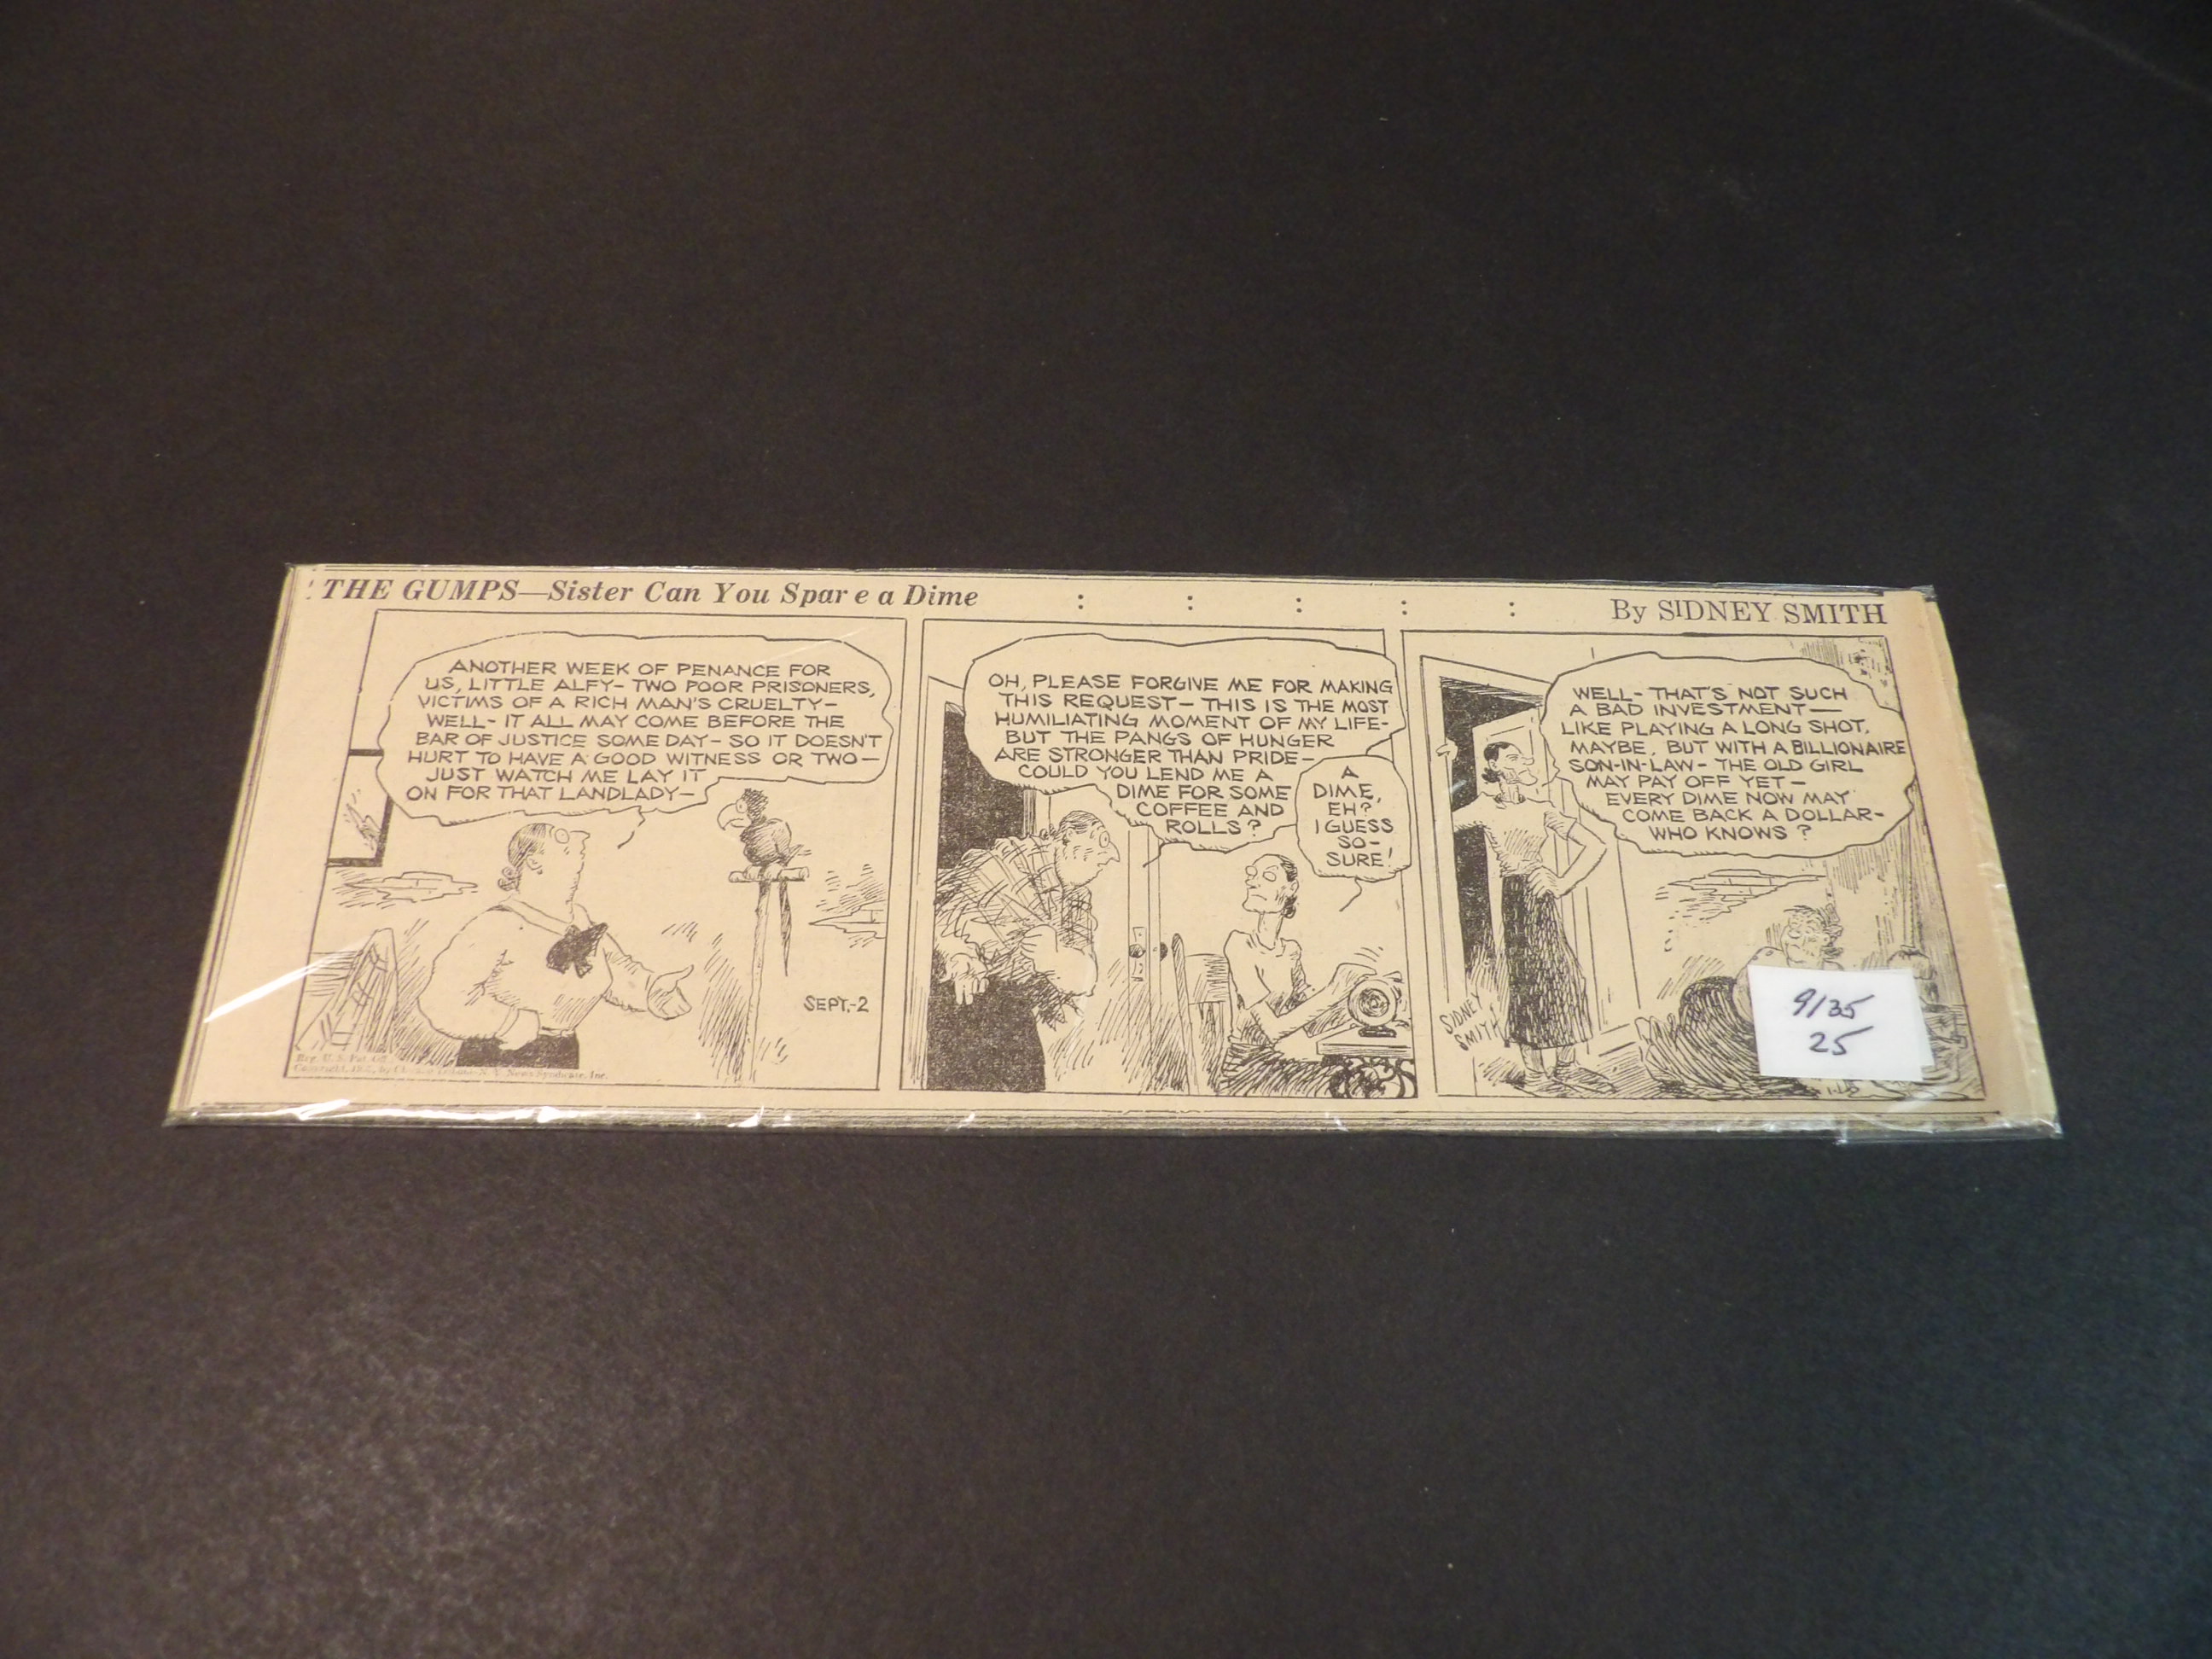 THE GUMPS—Sister Can You Spare a Dime : : : : : By SIDNEY SMITH
ANOTHER WEEK OF PENANCE FOR
US, LITTLE ALFY- TWO POOR PRISONERS,
VICTIMS OF A RICH MAN'S CRUELTY-
WELL- IT ALL MAY COME BEFORE THE
BAR OF JUSTICE SOME DAY- SO IT DOESN'T
HURT TO HAVE A GOOD WITNESS OR TWO-
JUST WATCH ME LAY IT
ON FOR THAT LANDLADY-
SEPT.-2
Reg. U. S. Pat. Off.
N. Y. News Syndicate, Inc.
OH, PLEASE FORGIVE ME FOR MAKING
THIS REQUEST- THIS IS THE MOST
HUMILIATING MOMENT OF MY LIFE-
BUT THE PANGS OF HUNGER
ARE STRONGER THAN PRIDE-
COULD YOU LEND ME A
DIME FOR SOME
COFFEE AND
ROLLS?
A
DIME,
EH?
I GUESS
SO-
SURE!
WELL- THAT'S NOT SUCH
A BAD INVESTMENT—
LIKE PLAYING A LONG SHOT,
MAYBE, BUT WITH A BILLIONAIRE
SON-IN-LAW- THE OLD GIRL
MAY PAY OFF YET-
EVERY DIME NOW MAY
COME BACK A DOLLAR-
WHO KNOWS?
SIDNEY
SMITH
9/35
25